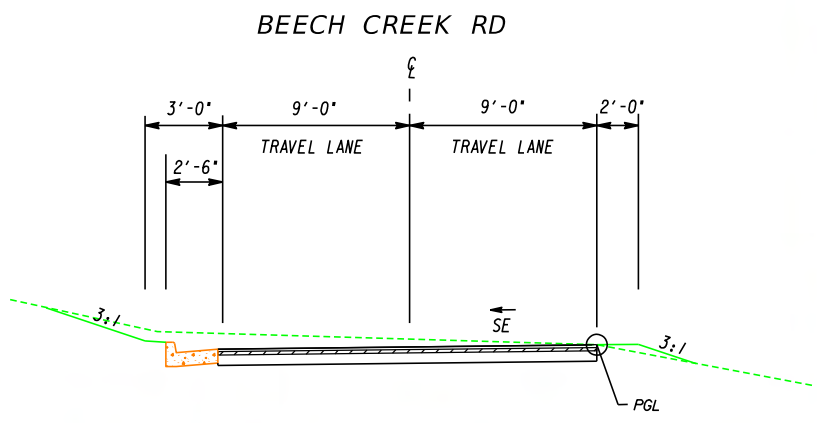 BEECH CREEK RD
℄
3'-0" 9'-0" 9'-0" 2'-0"
TRAVEL LANE TRAVEL LANE
2'-6"
3:1
SE
3:1
PGL